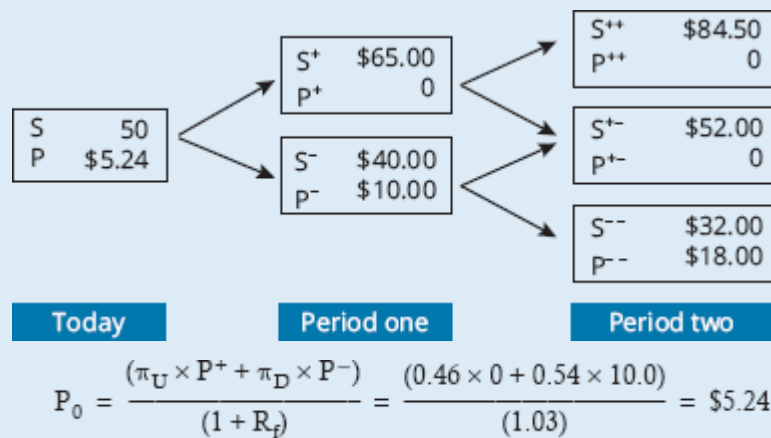 S 50
P $5.24
S⁺ $65.00
P⁺ 0
S⁻ $40.00
P⁻ $10.00
S⁺⁺ $84.50
P⁺⁺ 0
S⁺⁻ $52.00
P⁺⁻ 0
S⁻⁻ $32.00
P⁻⁻ $18.00
Today Period one Period two
P₀ = (π_U × P⁺ + π_D × P⁻) / (1 + R_f) = (0.46 × 0 + 0.54 × 10.0) / (1.03) = $5.24